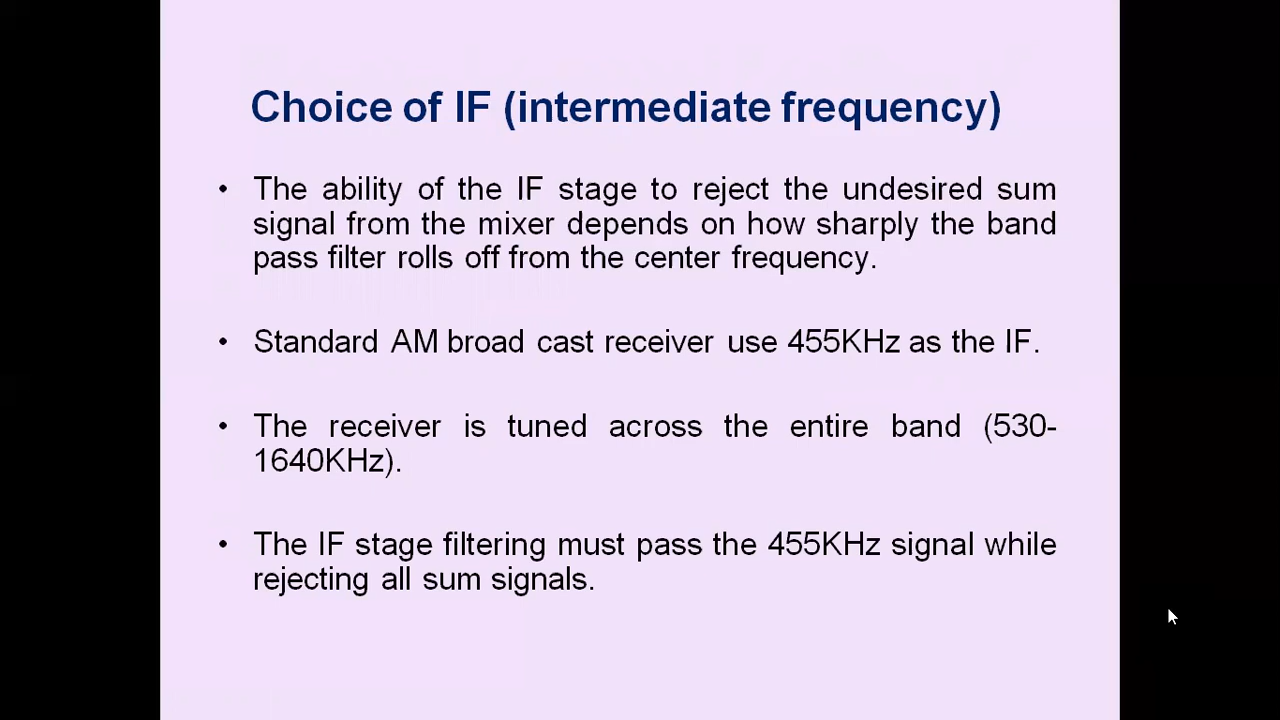 Choice of IF (intermediate frequency)
• The ability of the IF stage to reject the undesired sum
signal from the mixer depends on how sharply the band
pass filter rolls off from the center frequency.
• Standard AM broad cast receiver use 455KHz as the IF.
• The receiver is tuned across the entire band (530-
1640KHz).
• The IF stage filtering must pass the 455KHz signal while
rejecting all sum signals.